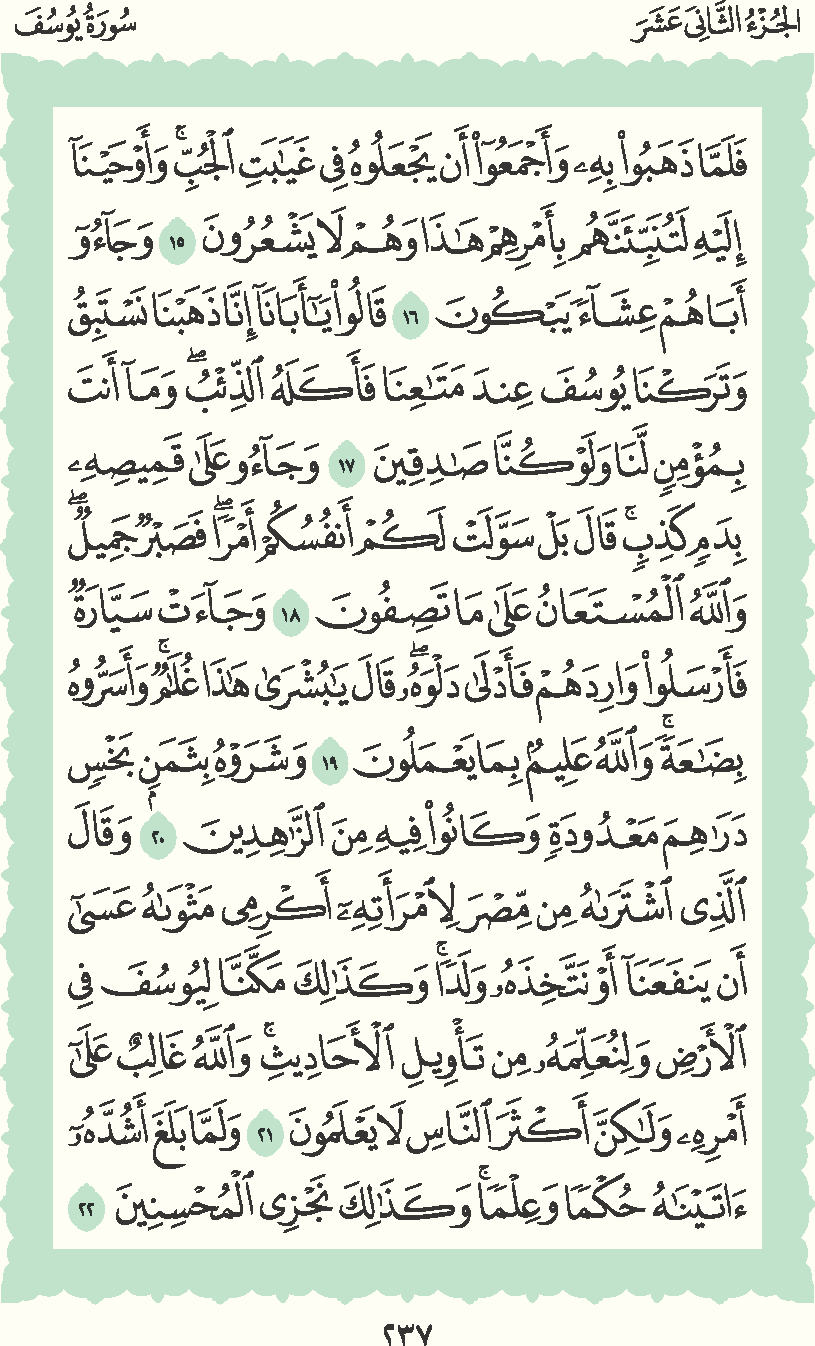 الجُزْءُ الثَّانِي عَشَرَ
سُورَةُ يُوسُفَ
فَلَمَّا ذَهَبُوا۟ بِهِۦ وَأَجْمَعُوٓا۟ أَن يَجْعَلُوهُ فِى غَيَـٰبَتِ ٱلْجُبِّ ۚ وَأَوْحَيْنَآ
إِلَيْهِ لَتُنَبِّئَنَّهُم بِأَمْرِهِمْ هَـٰذَا وَهُمْ لَا يَشْعُرُونَ ١٥ وَجَآءُوٓ
أَبَاهُمْ عِشَآءً يَبْكُونَ ١٦ قَالُوا۟ يَـٰٓأَبَانَآ إِنَّا ذَهَبْنَا نَسْتَبِقُ
وَتَرَكْنَا يُوسُفَ عِندَ مَتَـٰعِنَا فَأَكَلَهُ ٱلذِّئْبُ ۖ وَمَآ أَنتَ
بِمُؤْمِنٍ لَّنَا وَلَوْ كُنَّا صَـٰدِقِينَ ١٧ وَجَآءُو عَلَىٰ قَمِيصِهِۦ
بِدَمٍ كَذِبٍ ۚ قَالَ بَلْ سَوَّلَتْ لَكُمْ أَنفُسُكُمْ أَمْرًا ۖ فَصَبْرٌ جَمِيلٌ ۖ
وَٱللَّهُ ٱلْمُسْتَعَانُ عَلَىٰ مَا تَصِفُونَ ١٨ وَجَآءَتْ سَيَّارَةٌ
فَأَرْسَلُوا۟ وَارِدَهُمْ فَأَدْلَىٰ دَلْوَهُۥ ۖ قَالَ يَـٰبُشْرَىٰ هَـٰذَا غُلَـٰمٌ ۚ وَأَسَرُّوهُ
بِضَـٰعَةً ۚ وَٱللَّهُ عَلِيمٌۢ بِمَا يَعْمَلُونَ ١٩ وَشَرَوْهُ بِثَمَنٍۭ بَخْسٍ
دَرَٰهِمَ مَعْدُودَةٍ وَكَانُوا۟ فِيهِ مِنَ ٱلزَّٰهِدِينَ ٢٠ وَقَالَ
ٱلَّذِى ٱشْتَرَىٰهُ مِن مِّصْرَ لِٱمْرَأَتِهِۦٓ أَكْرِمِى مَثْوَىٰهُ عَسَىٰٓ
أَن يَنفَعَنَآ أَوْ نَتَّخِذَهُۥ وَلَدًا ۚ وَكَذَٰلِكَ مَكَّنَّا لِيُوسُفَ فِى
ٱلْأَرْضِ وَلِنُعَلِّمَهُۥ مِن تَأْوِيلِ ٱلْأَحَادِيثِ ۚ وَٱللَّهُ غَالِبٌ عَلَىٰٓ
أَمْرِهِۦ وَلَـٰكِنَّ أَكْثَرَ ٱلنَّاسِ لَا يَعْلَمُونَ ٢١ وَلَمَّا بَلَغَ أَشُدَّهُۥٓ
ءَاتَيْنَـٰهُ حُكْمًا وَعِلْمًا ۚ وَكَذَٰلِكَ نَجْزِى ٱلْمُحْسِنِينَ ٢٢
٢٣٧